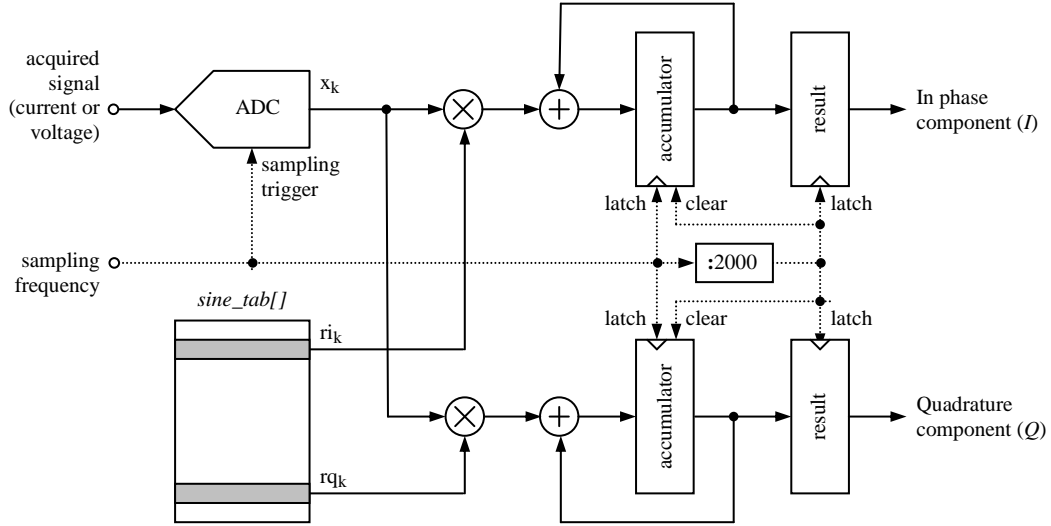 acquired
signal
(current or
voltage)
ADC
x_k
sampling
trigger
accumulator
result
In phase
component (I)
latch
clear
latch
sampling
frequency
:2000
sine_tab[]
latch
clear
latch
ri_k
accumulator
result
Quadrature
component (Q)
rq_k